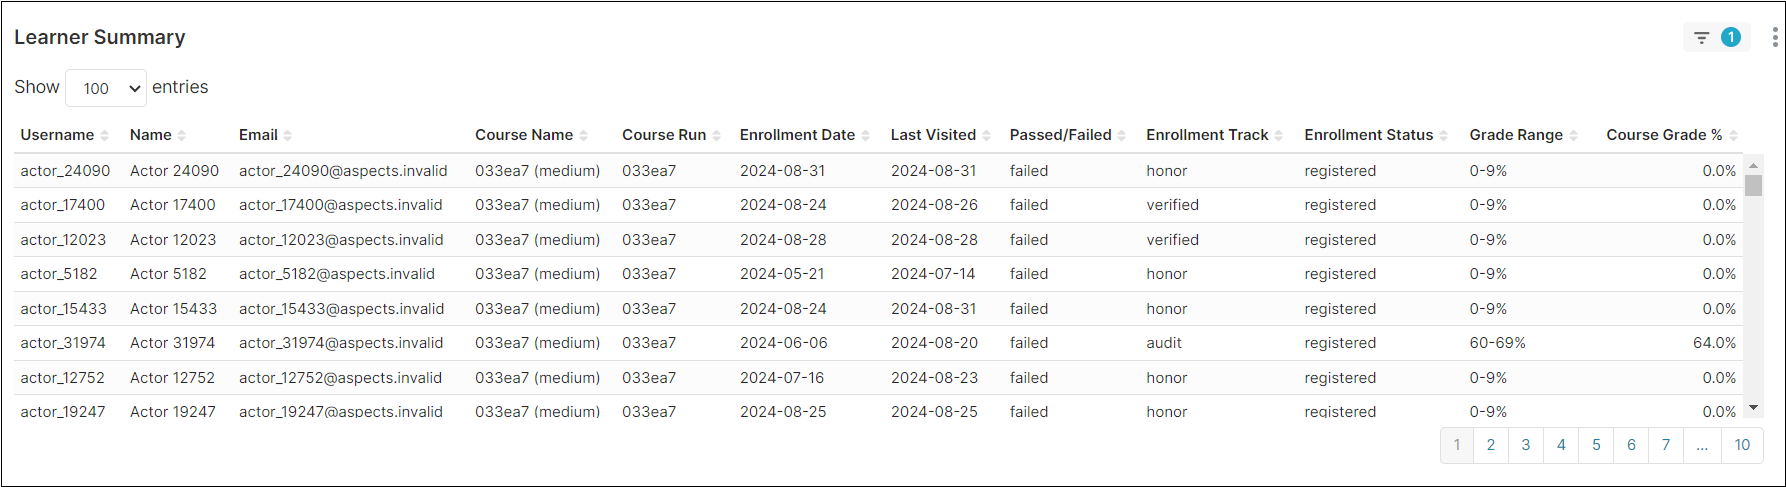 Learner Summary
1
Show 100 entries
Username Name Email Course Name Course Run Enrollment Date Last Visited Passed/Failed Enrollment Track Enrollment Status Grade Range Course Grade %
actor_24090 Actor 24090 actor_24090@aspects.invalid 033ea7 (medium) 033ea7 2024-08-31 2024-08-31 failed honor registered 0-9% 0.0%
actor_17400 Actor 17400 actor_17400@aspects.invalid 033ea7 (medium) 033ea7 2024-08-24 2024-08-26 failed verified registered 0-9% 0.0%
actor_12023 Actor 12023 actor_12023@aspects.invalid 033ea7 (medium) 033ea7 2024-08-28 2024-08-28 failed verified registered 0-9% 0.0%
actor_5182 Actor 5182 actor_5182@aspects.invalid 033ea7 (medium) 033ea7 2024-05-21 2024-07-14 failed honor registered 0-9% 0.0%
actor_15433 Actor 15433 actor_15433@aspects.invalid 033ea7 (medium) 033ea7 2024-08-24 2024-08-31 failed honor registered 0-9% 0.0%
actor_31974 Actor 31974 actor_31974@aspects.invalid 033ea7 (medium) 033ea7 2024-06-06 2024-08-20 failed audit registered 60-69% 64.0%
actor_12752 Actor 12752 actor_12752@aspects.invalid 033ea7 (medium) 033ea7 2024-07-16 2024-08-23 failed honor registered 0-9% 0.0%
actor_19247 Actor 19247 actor_19247@aspects.invalid 033ea7 (medium) 033ea7 2024-08-25 2024-08-25 failed honor registered 0-9% 0.0%
1 2 3 4 5 6 7 ... 10